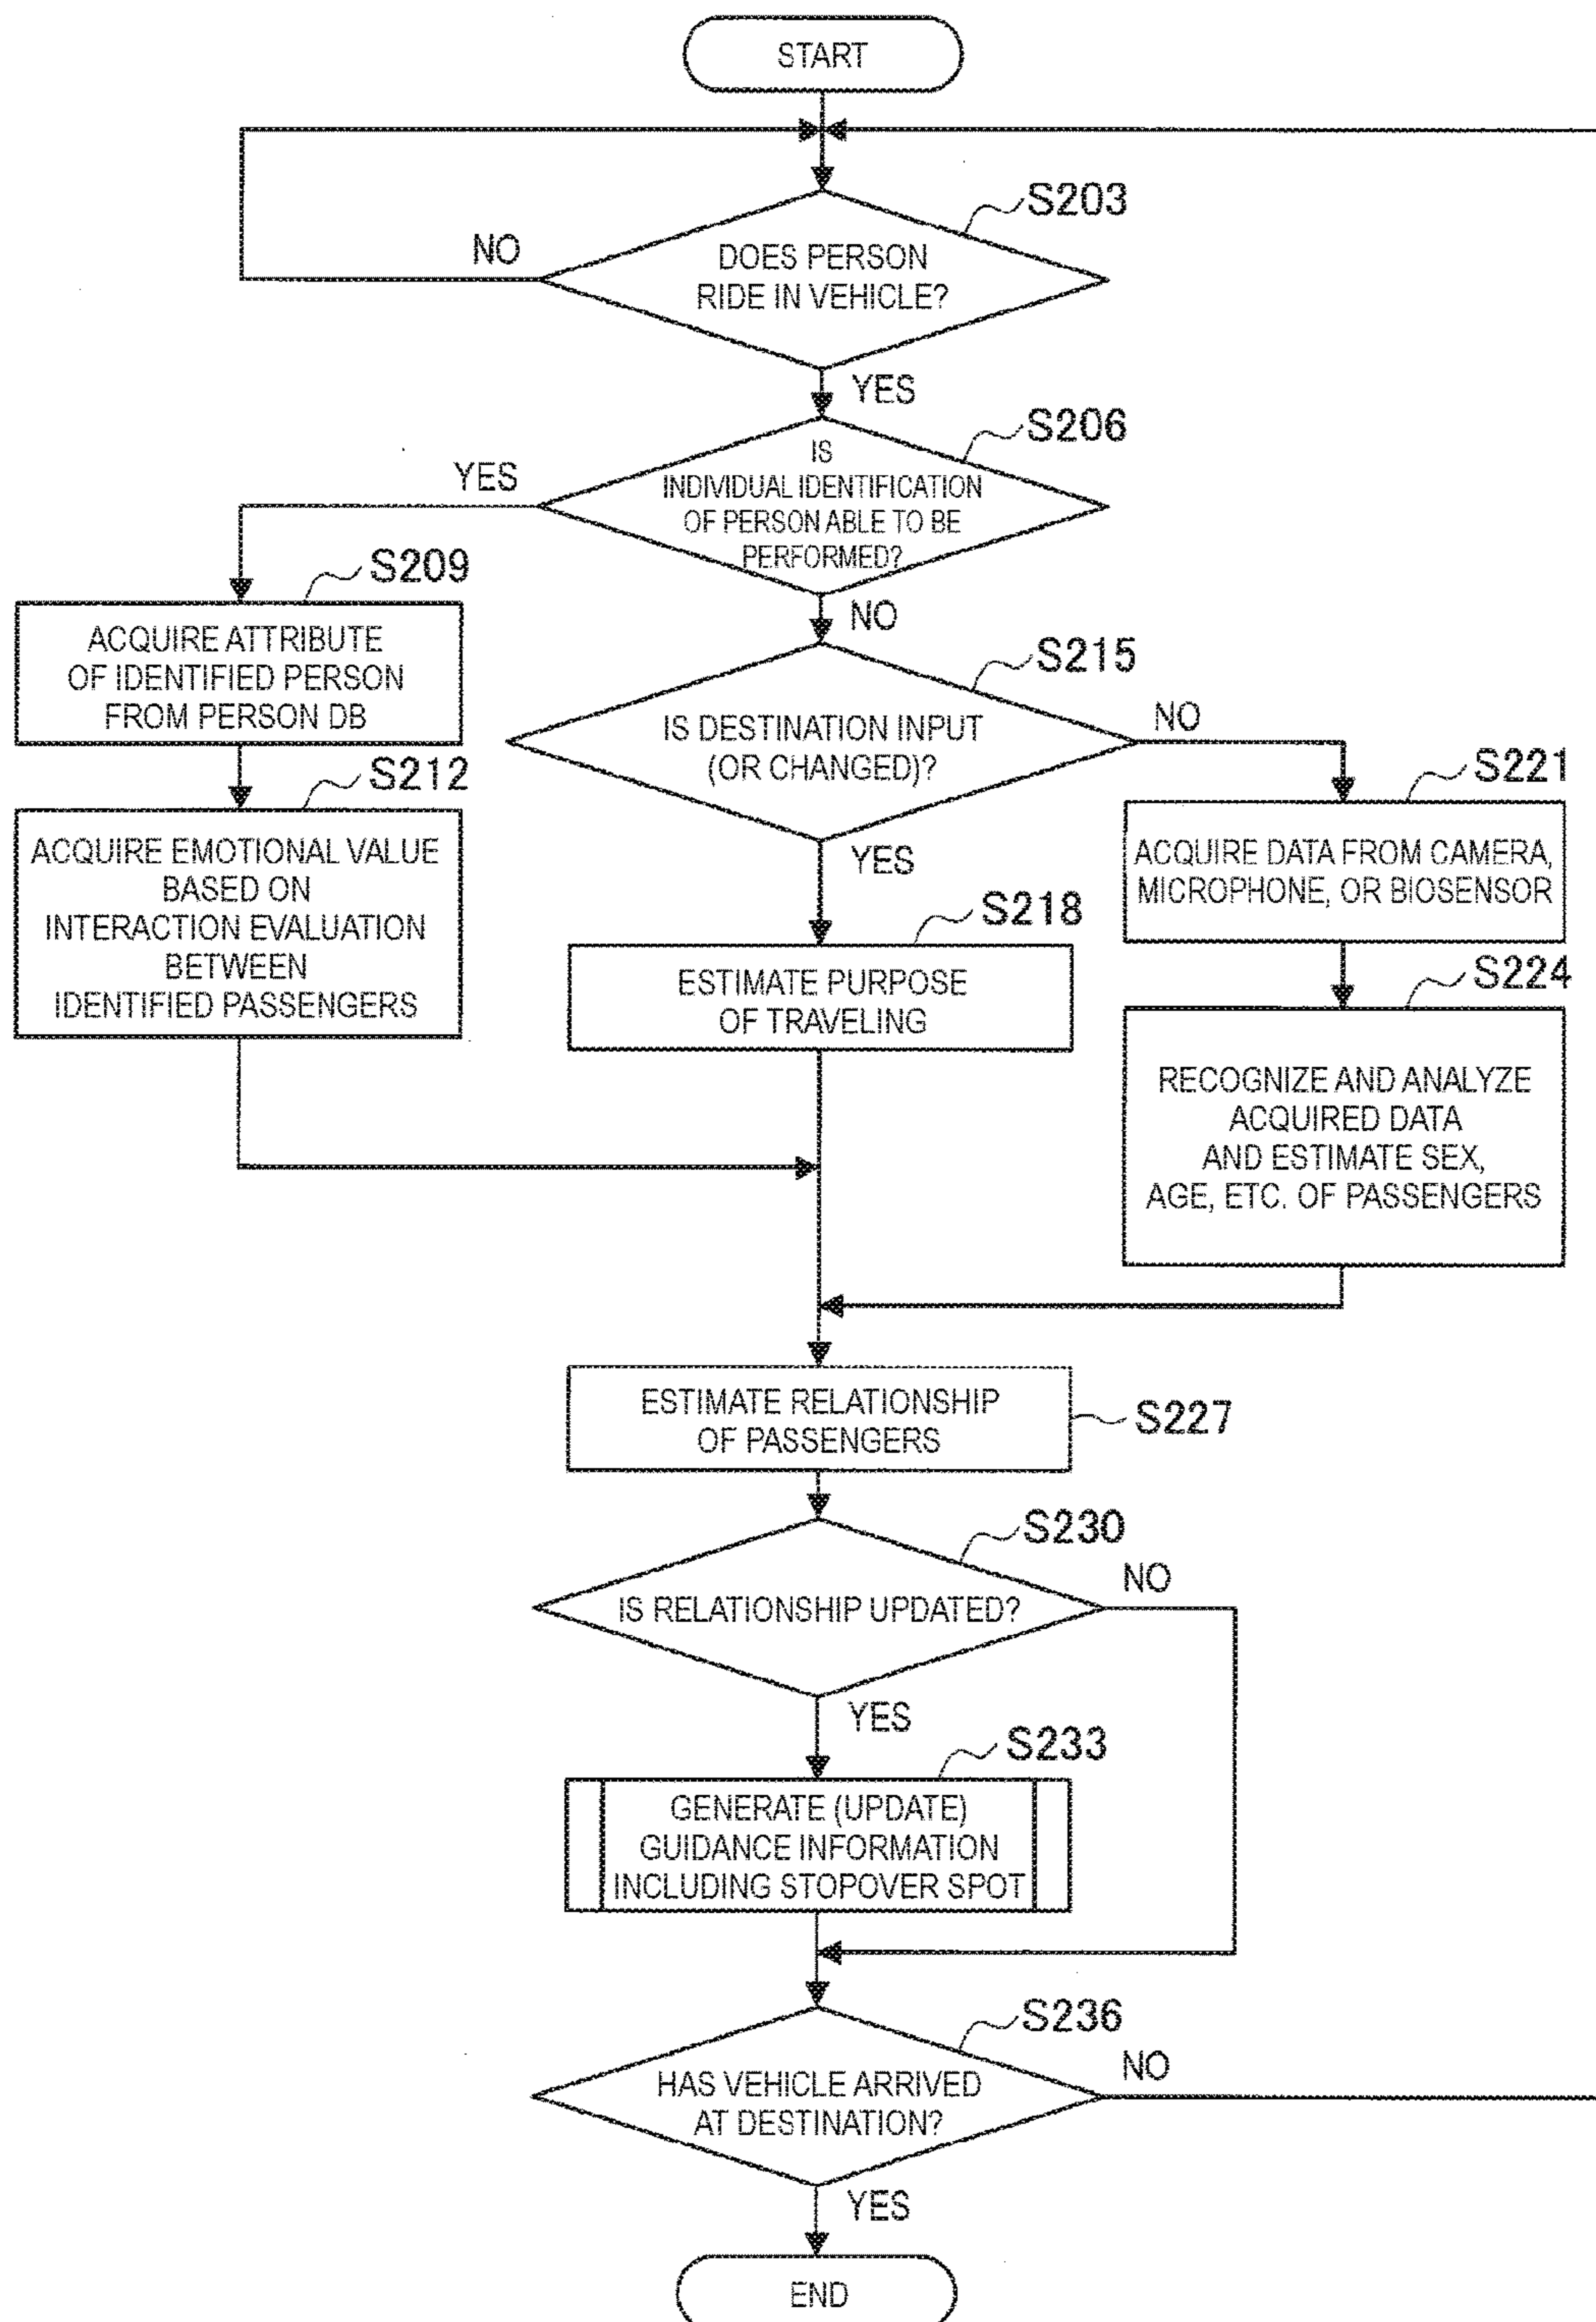 START
S203
NO
DOES PERSON
RIDE IN VEHICLE?
YES
S206
YES
IS
INDIVIDUAL IDENTIFICATION
OF PERSON ABLE TO BE
PERFORMED?
NO
S209
ACQUIRE ATTRIBUTE
OF IDENTIFIED PERSON
FROM PERSON DB
S215
IS DESTINATION INPUT
(OR CHANGED)?
NO
YES
S212
ACQUIRE EMOTIONAL VALUE
BASED ON
INTERACTION EVALUATION
BETWEEN
IDENTIFIED PASSENGERS
S221
ACQUIRE DATA FROM CAMERA,
MICROPHONE, OR BIOSENSOR
S218
ESTIMATE PURPOSE
OF TRAVELING
S224
RECOGNIZE AND ANALYZE
ACQUIRED DATA
AND ESTIMATE SEX,
AGE, ETC. OF PASSENGERS
ESTIMATE RELATIONSHIP
OF PASSENGERS
S227
S230
NO
IS RELATIONSHIP UPDATED?
YES
S233
GENERATE (UPDATE)
GUIDANCE INFORMATION
INCLUDING STOPOVER SPOT
S236
NO
HAS VEHICLE ARRIVED
AT DESTINATION?
YES
END